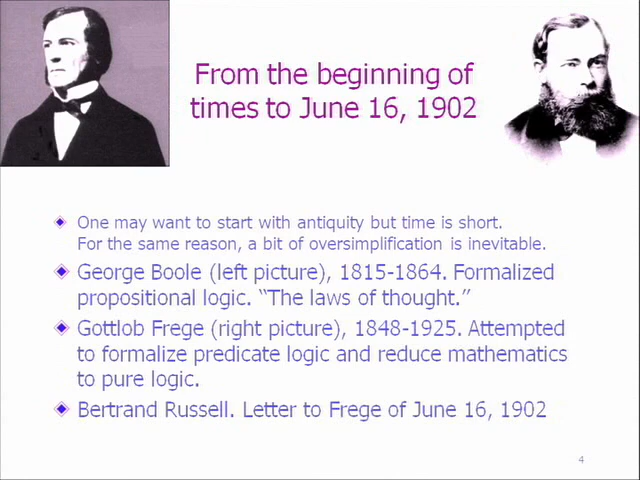 From the beginning of
times to June 16, 1902
One may want to start with antiquity but time is short.
For the same reason, a bit of oversimplification is inevitable.
George Boole (left picture), 1815-1864. Formalized
propositional logic. “The laws of thought.”
Gottlob Frege (right picture), 1848-1925. Attempted
to formalize predicate logic and reduce mathematics
to pure logic.
Bertrand Russell. Letter to Frege of June 16, 1902
4